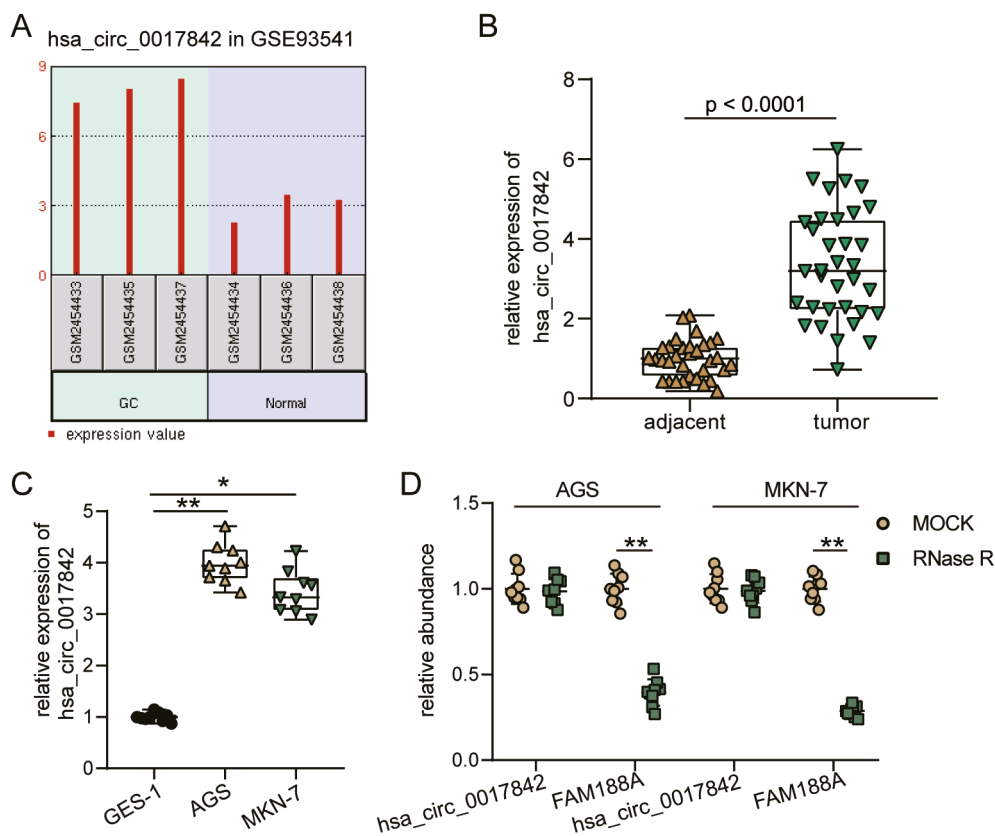 A
hsa_circ_0017842 in GSE93541
9
6
3
0
GSM2454433
GSM2454435
GSM2454437
GSM2454434
GSM2454436
GSM2454438
GC
Normal
expression value
B
relative expression of
hsa_circ_0017842
8
6
4
2
0
p < 0.0001
adjacent
tumor
C
relative expression of
hsa_circ_0017842
5
4
3
2
1
0
*
**
GES-1
AGS
MKN-7
D
relative abundance
1.5
1.0
0.5
0.0
AGS
MKN-7
**
**
MOCK
RNase R
hsa_circ_0017842
FAM188A
hsa_circ_0017842
FAM188A